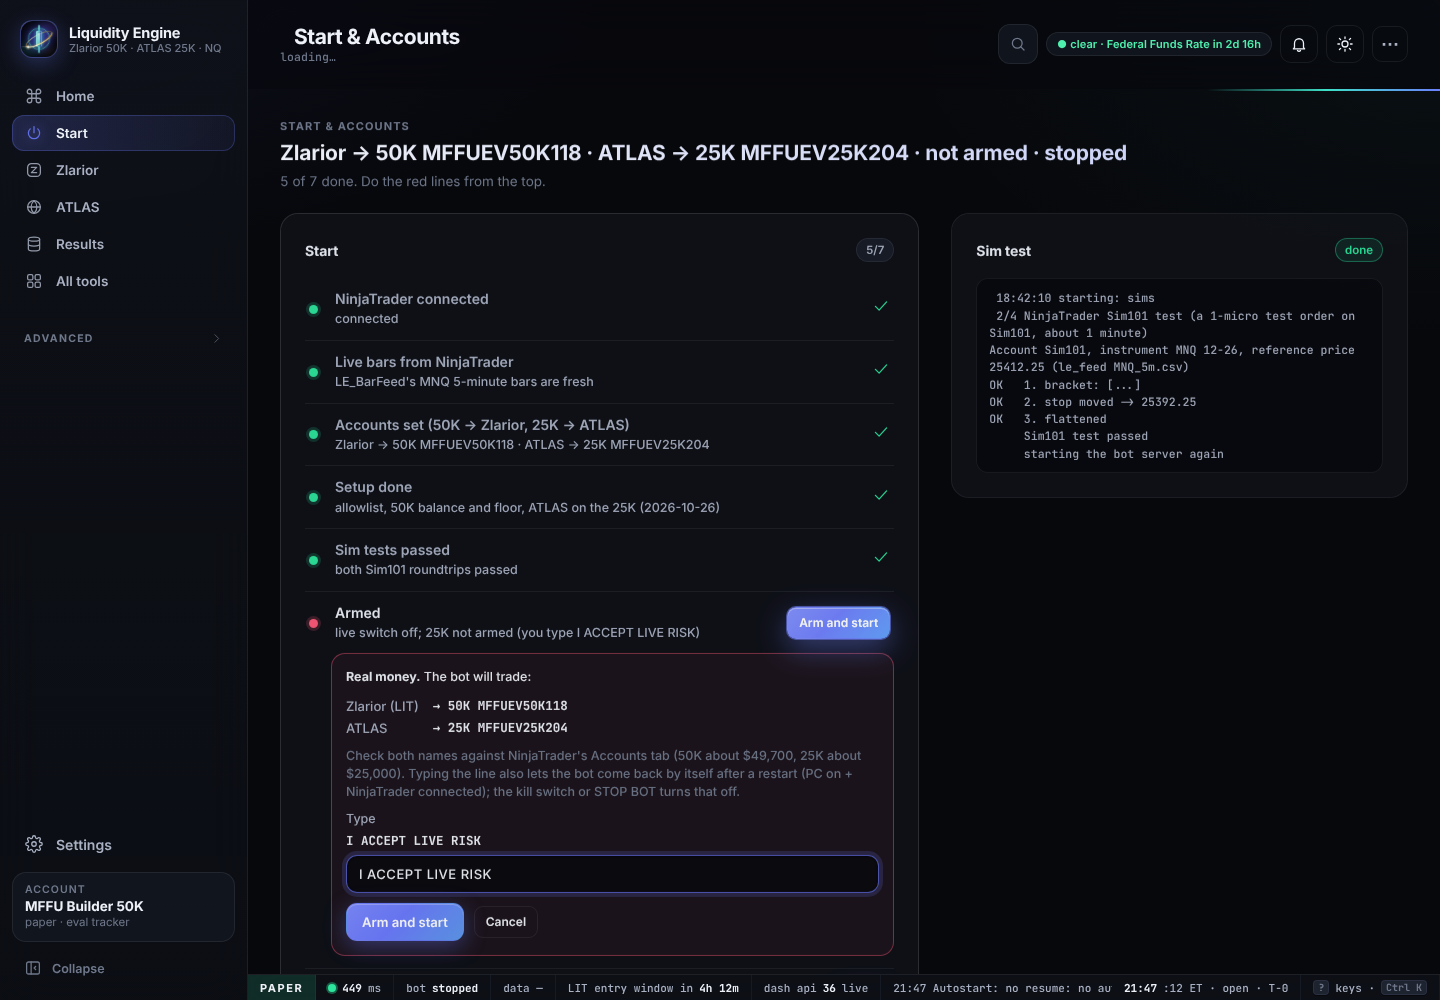 Liquidity Engine
Zlarior 50K · ATLAS 25K · NQ
Home
Start
Zlarior
ATLAS
Results
All tools
ADVANCED
Settings
ACCOUNT
MFFU Builder 50K
paper · eval tracker
Collapse
Start & Accounts
loading…
clear · Federal Funds Rate in 2d 16h
START & ACCOUNTS
Zlarior → 50K MFFUEV50K118 · ATLAS → 25K MFFUEV25K204 · not armed · stopped
5 of 7 done. Do the red lines from the top.
Start
5/7
NinjaTrader connected
connected
Live bars from NinjaTrader
LE_BarFeed's MNQ 5-minute bars are fresh
Accounts set (50K → Zlarior, 25K → ATLAS)
Zlarior → 50K MFFUEV50K118 · ATLAS → 25K MFFUEV25K204
Setup done
allowlist, 50K balance and floor, ATLAS on the 25K (2026-10-26)
Sim tests passed
both Sim101 roundtrips passed
Armed
live switch off; 25K not armed (you type I ACCEPT LIVE RISK)
Arm and start
Real money. The bot will trade:
Zlarior (LIT) → 50K MFFUEV50K118
ATLAS → 25K MFFUEV25K204
Check both names against NinjaTrader's Accounts tab (50K about $49,700, 25K about
$25,000). Typing the line also lets the bot come back by itself after a restart (PC on +
NinjaTrader connected); the kill switch or STOP BOT turns that off.
Type
I ACCEPT LIVE RISK
I ACCEPT LIVE RISK
Arm and start
Cancel
Sim test
done
18:42:10 starting: sims
2/4 NinjaTrader Sim101 test (a 1-micro test order on
Sim101, about 1 minute)
Account Sim101, instrument MNQ 12-26, reference price
25412.25 (le_feed MNQ_5m.csv)
OK 1. bracket: [...]
OK 2. stop moved → 25392.25
OK 3. flattened
Sim101 test passed
starting the bot server again
PAPER
449 ms
bot stopped
data —
LIT entry window in 4h 12m
dash api 36 live
21:47 Autostart: no resume: no au
21:47 :12 ET · open · T-0
? keys · Ctrl K